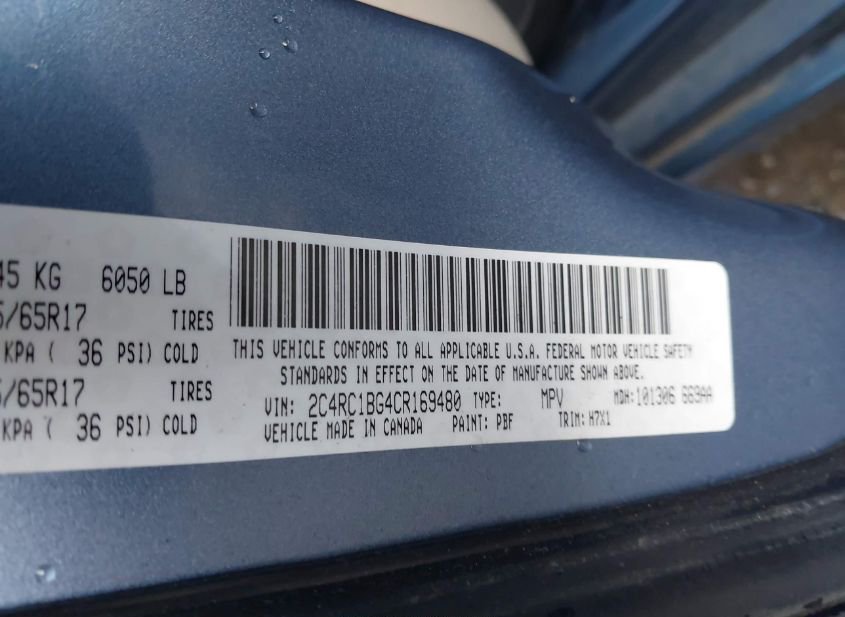 45 KG 6050 LB
5/65R17 TIRES
KPA ( 36 PSI) COLD
5/65R17 TIRES
KPA ( 36 PSI) COLD
THIS VEHICLE CONFORMS TO ALL APPLICABLE U.S.A. FEDERAL MOTOR VEHICLE SAFETY
STANDARDS IN EFFECT ON THE DATE OF MANUFACTURE SHOWN ABOVE.
VIN: 2C4RC1BG4CR169480 TYPE: MPV MDH:101306 669AA
VEHICLE MADE IN CANADA PAINT: PBF TRIM: H7X1